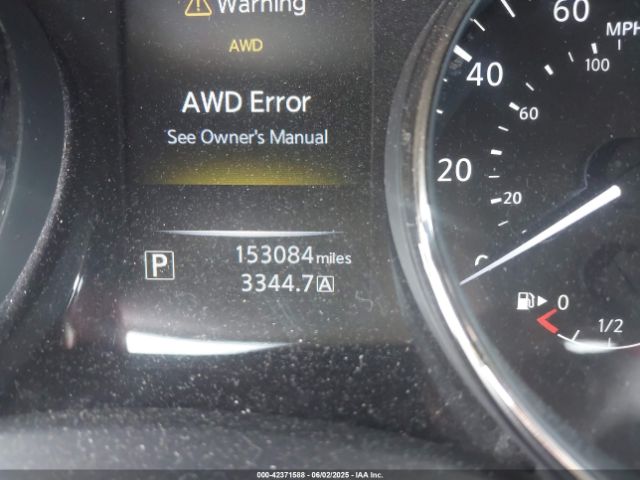 Warning
AWD
AWD Error
See Owner's Manual
P
153084 miles
3344.7 A
60
MPH
100
40
60
20
20
0
1/2
000-42371588 - 06/02/2025 - IAA Inc.